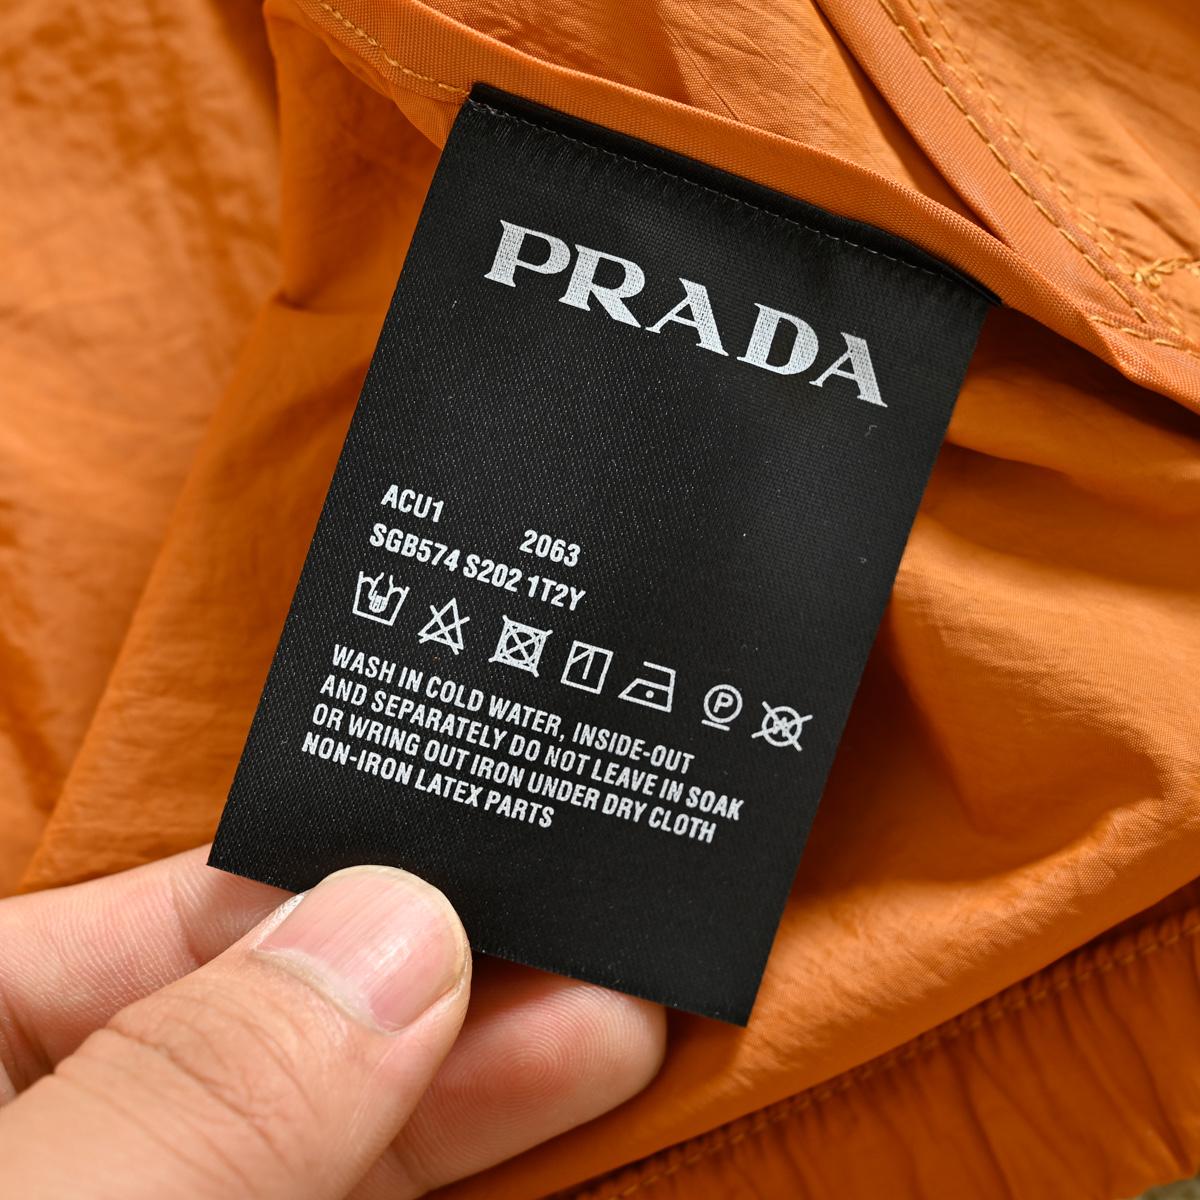 PRADA
ACU1 2063
SGB574 S202 1T2Y
P
WASH IN COLD WATER, INSIDE-OUT
AND SEPARATELY DO NOT LEAVE IN SOAK
OR WRING OUT IRON UNDER DRY CLOTH
NON-IRON LATEX PARTS